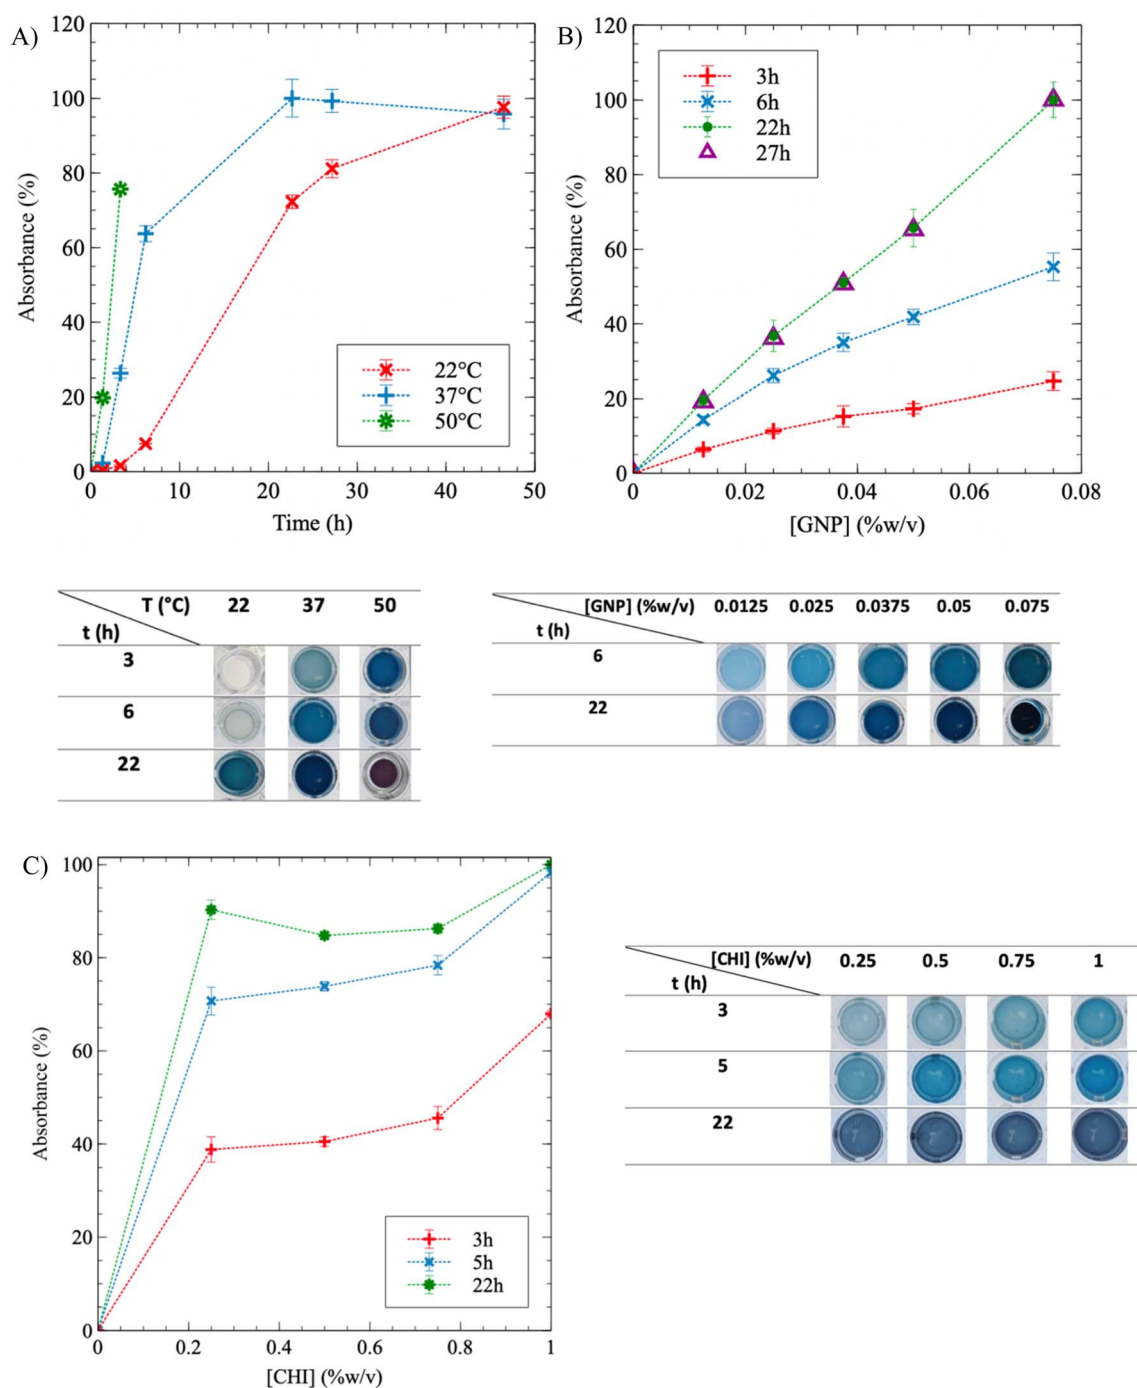 A)
120
100
80
60
40
20
0
Absorbance (%)
22°C
37°C
50°C
0 10 20 30 40 50
Time (h)
B)
120
100
80
60
40
20
0
Absorbance (%)
3h
6h
22h
27h
0 0.02 0.04 0.06 0.08
[GNP] (%w/v)
T (°C) 22 37 50
t (h)
3
6
22
[GNP] (%w/v) 0.0125 0.025 0.0375 0.05 0.075
t (h)
6
22
C)
100
80
60
40
20
0
Absorbance (%)
3h
5h
22h
0 0.2 0.4 0.6 0.8 1
[CHI] (%w/v)
[CHI] (%w/v) 0.25 0.5 0.75 1
t (h)
3
5
22